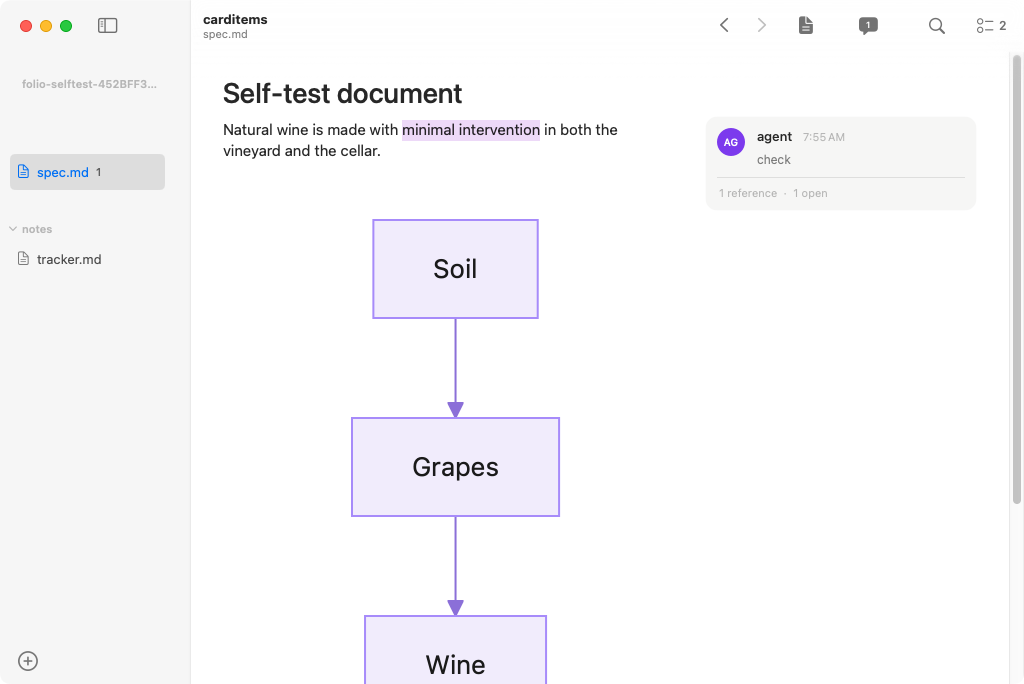 carditems
spec.md
1
2
folio-selftest-452BFF3...
spec.md 1
notes
tracker.md
Self-test document
Natural wine is made with minimal intervention in both the
vineyard and the cellar.
Soil
Grapes
Wine
AG
agent 7:55 AM
check
1 reference · 1 open